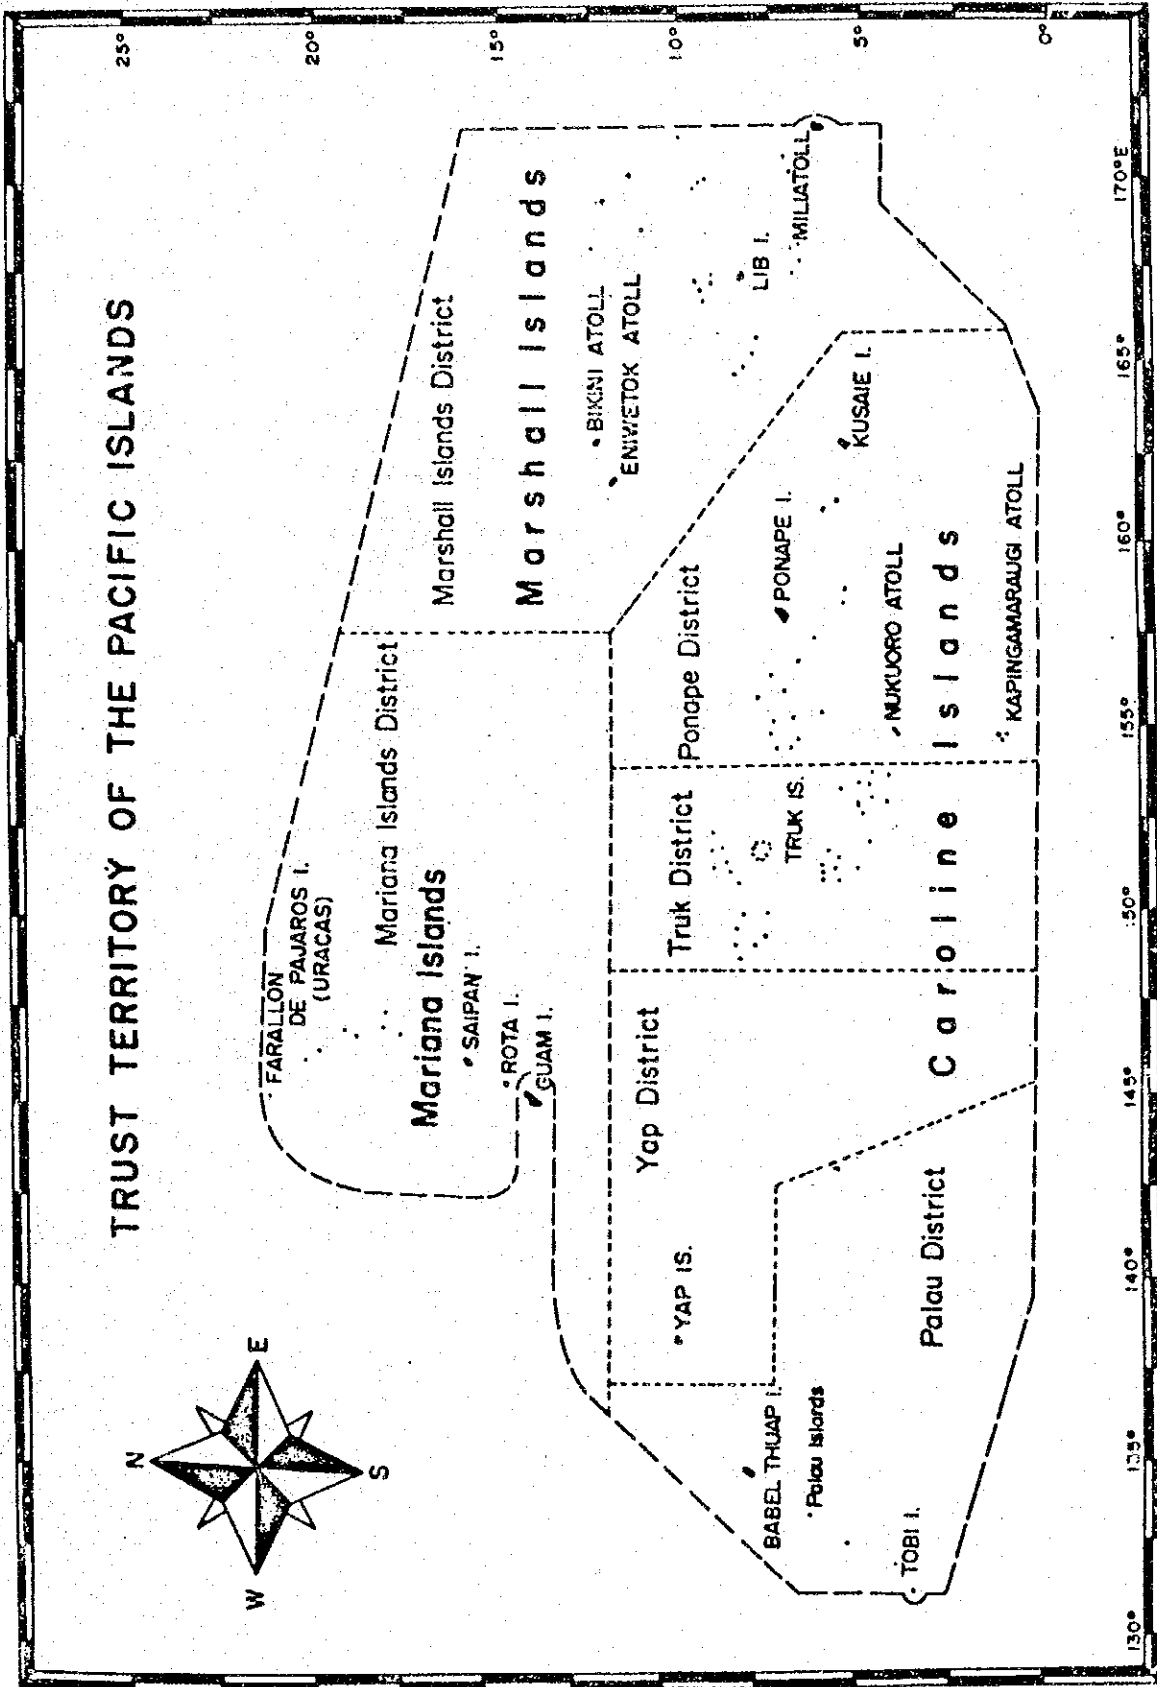 TRUST TERRITORY OF THE PACIFIC ISLANDS
N
W
E
S
25°
20°
15°
10°
5°
0°
FARALLON
DE PAJAROS I.
(URACAS)
Mariana Islands District
Mariana Islands
SAIPAN I.
ROTA I.
GUAM I.
Marshall Islands District
Marshall Islands
BIKINI ATOLL
ENIWETOK ATOLL
LIB I.
MILIATOLL
Yap District
YAP IS.
Truk District
TRUK IS.
Ponape District
PONAPE I.
KUSAIE I.
NUKUORO ATOLL
Caroline Islands
KAPINGAMARAUGI ATOLL
BABEL THUAP I.
Palau Islands
Palau District
TOBI I.
130°
135°
140°
145°
150°
155°
160°
165°
170°E